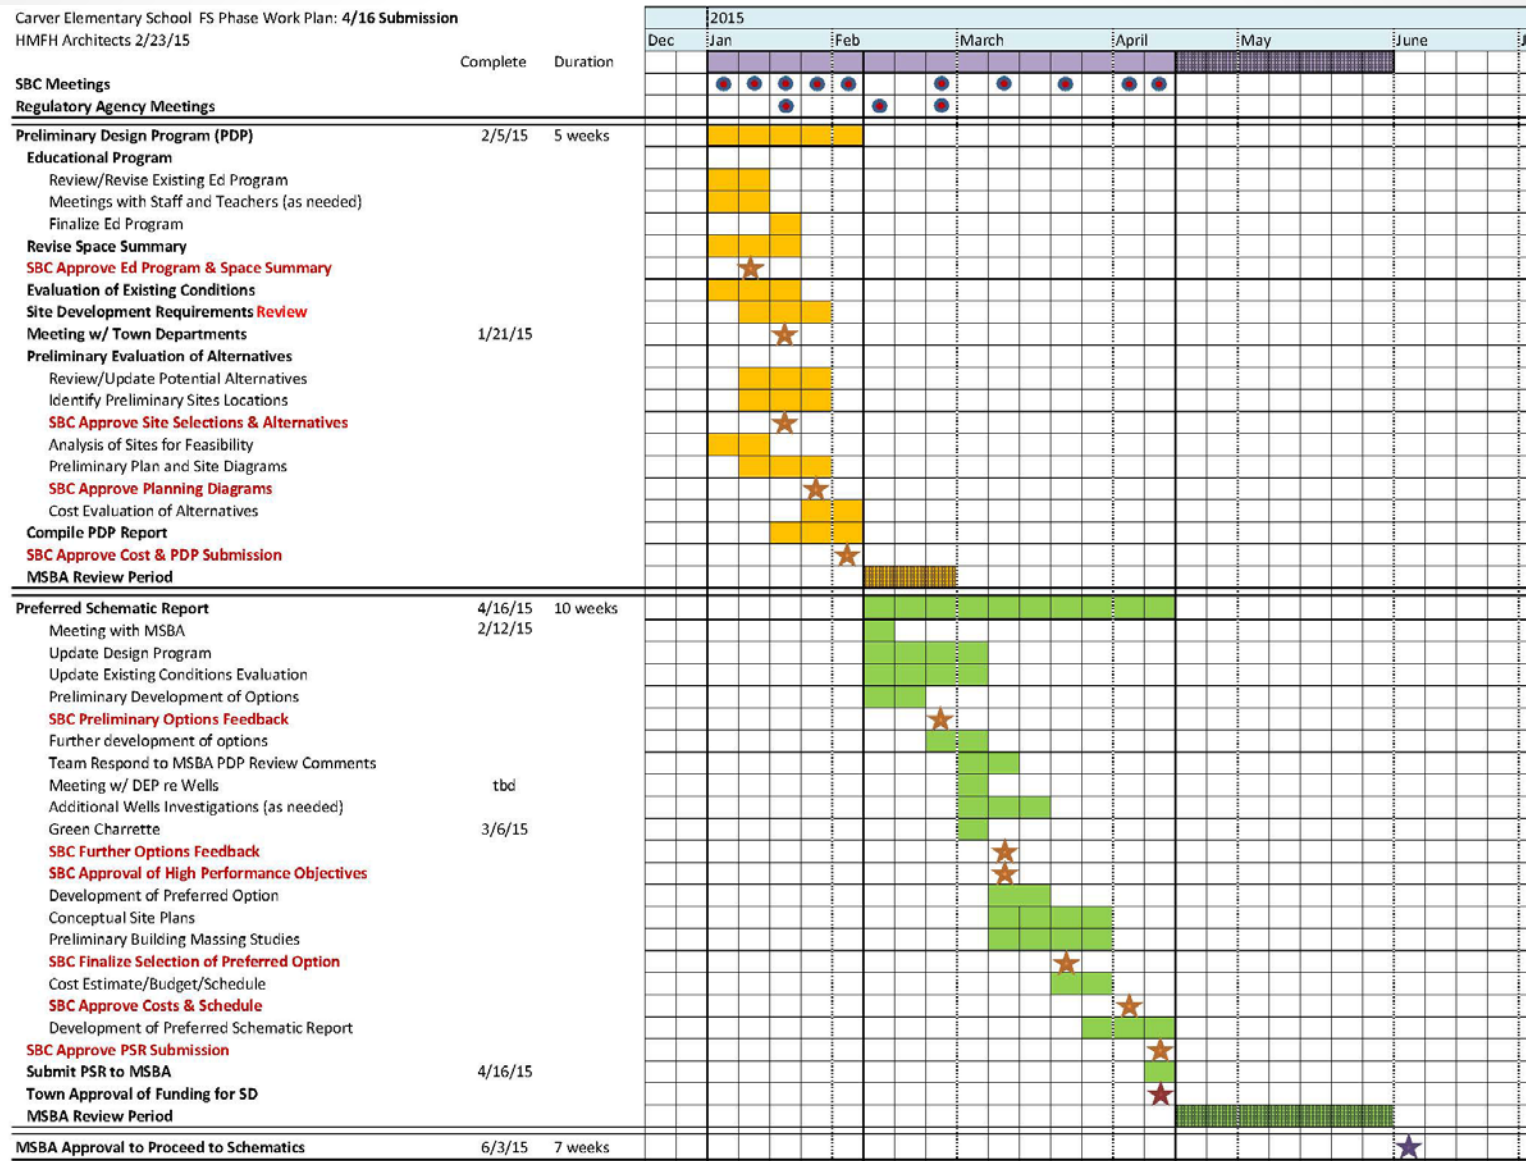 Carver Elementary School FS Phase Work Plan: 4/16 Submission
2015
HMFH Architects 2/23/15
Dec Jan Feb March April May June
Complete Duration
SBC Meetings
Regulatory Agency Meetings
Preliminary Design Program (PDP) 2/5/15 5 weeks
Educational Program
Review/Revise Existing Ed Program
Meetings with Staff and Teachers (as needed)
Finalize Ed Program
Revise Space Summary
SBC Approve Ed Program & Space Summary
Evaluation of Existing Conditions
Site Development Requirements Review
Meeting w/ Town Departments 1/21/15
Preliminary Evaluation of Alternatives
Review/Update Potential Alternatives
Identify Preliminary Sites Locations
SBC Approve Site Selections & Alternatives
Analysis of Sites for Feasibility
Preliminary Plan and Site Diagrams
SBC Approve Planning Diagrams
Cost Evaluation of Alternatives
Compile PDP Report
SBC Approve Cost & PDP Submission
MSBA Review Period
Preferred Schematic Report 4/16/15 10 weeks
Meeting with MSBA 2/12/15
Update Design Program
Update Existing Conditions Evaluation
Preliminary Development of Options
SBC Preliminary Options Feedback
Further development of options
Team Respond to MSBA PDP Review Comments
Meeting w/ DEP re Wells tbd
Additional Wells Investigations (as needed)
Green Charrette 3/6/15
SBC Further Options Feedback
SBC Approval of High Performance Objectives
Development of Preferred Option
Conceptual Site Plans
Preliminary Building Massing Studies
SBC Finalize Selection of Preferred Option
Cost Estimate/Budget/Schedule
SBC Approve Costs & Schedule
Development of Preferred Schematic Report
SBC Approve PSR Submission
Submit PSR to MSBA 4/16/15
Town Approval of Funding for SD
MSBA Review Period
MSBA Approval to Proceed to Schematics 6/3/15 7 weeks